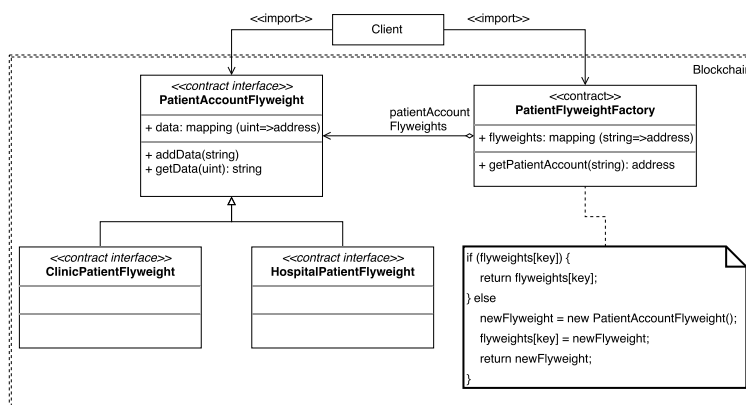 <<import>>
Client
<<import>>
Blockchain
<<contract interface>>
PatientAccountFlyweight
+ data: mapping (uint=>address)
+ addData(string)
+ getData(uint): string
patientAccount
Flyweights
<<contract>>
PatientFlyweightFactory
+ flyweights: mapping (string=>address)
+ getPatientAccount(string): address
<<contract interface>>
ClinicPatientFlyweight
<<contract interface>>
HospitalPatientFlyweight
if (flyweights[key]) {
return flyweights[key];
} else
newFlyweight = new PatientAccountFlyweight();
flyweights[key] = newFlyweight;
return newFlyweight;
}